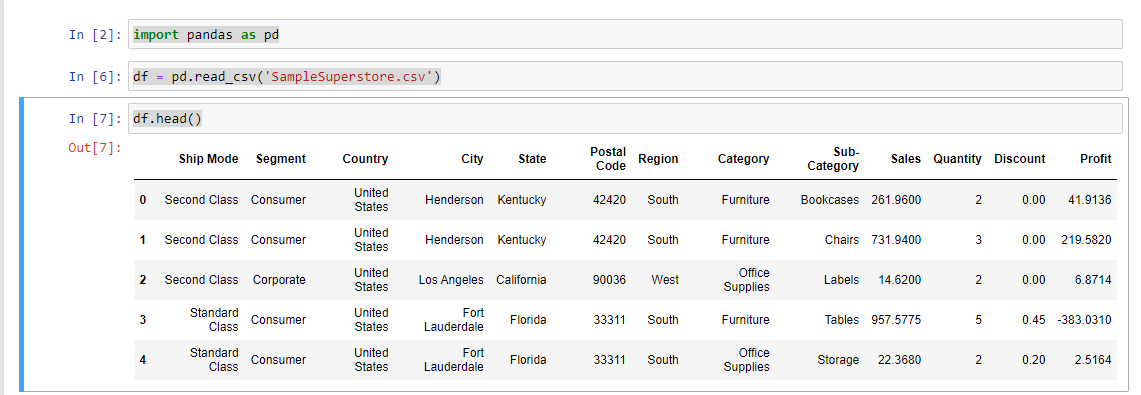 In [2]: import pandas as pd
In [6]: df = pd.read_csv('SampleSuperstore.csv')
In [7]: df.head()
Out[7]:
Ship Mode Segment Country City State Postal Code Region Category Sub-Category Sales Quantity Discount Profit
0 Second Class Consumer United States Henderson Kentucky 42420 South Furniture Bookcases 261.9600 2 0.00 41.9136
1 Second Class Consumer United States Henderson Kentucky 42420 South Furniture Chairs 731.9400 3 0.00 219.5820
2 Second Class Corporate United States Los Angeles California 90036 West Office Supplies Labels 14.6200 2 0.00 6.8714
3 Standard Class Consumer United States Fort Lauderdale Florida 33311 South Furniture Tables 957.5775 5 0.45 -383.0310
4 Standard Class Consumer United States Fort Lauderdale Florida 33311 South Office Supplies Storage 22.3680 2 0.20 2.5164